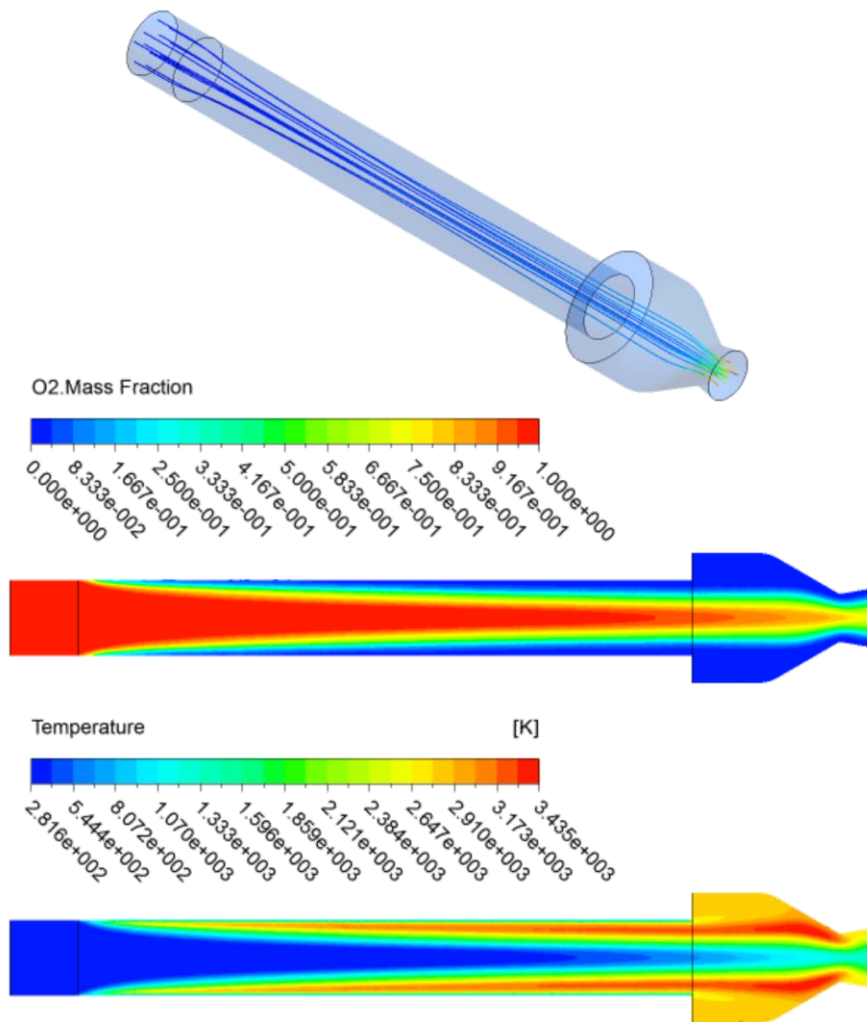 O2.Mass Fraction
0.000e+000
8.333e-002
1.667e-001
2.500e-001
3.333e-001
4.167e-001
5.000e-001
5.833e-001
6.667e-001
7.500e-001
8.333e-001
9.167e-001
1.000e+000
Temperature [K]
2.816e+002
5.444e+002
8.072e+002
1.070e+003
1.333e+003
1.596e+003
1.859e+003
2.121e+003
2.384e+003
2.647e+003
2.910e+003
3.173e+003
3.435e+003